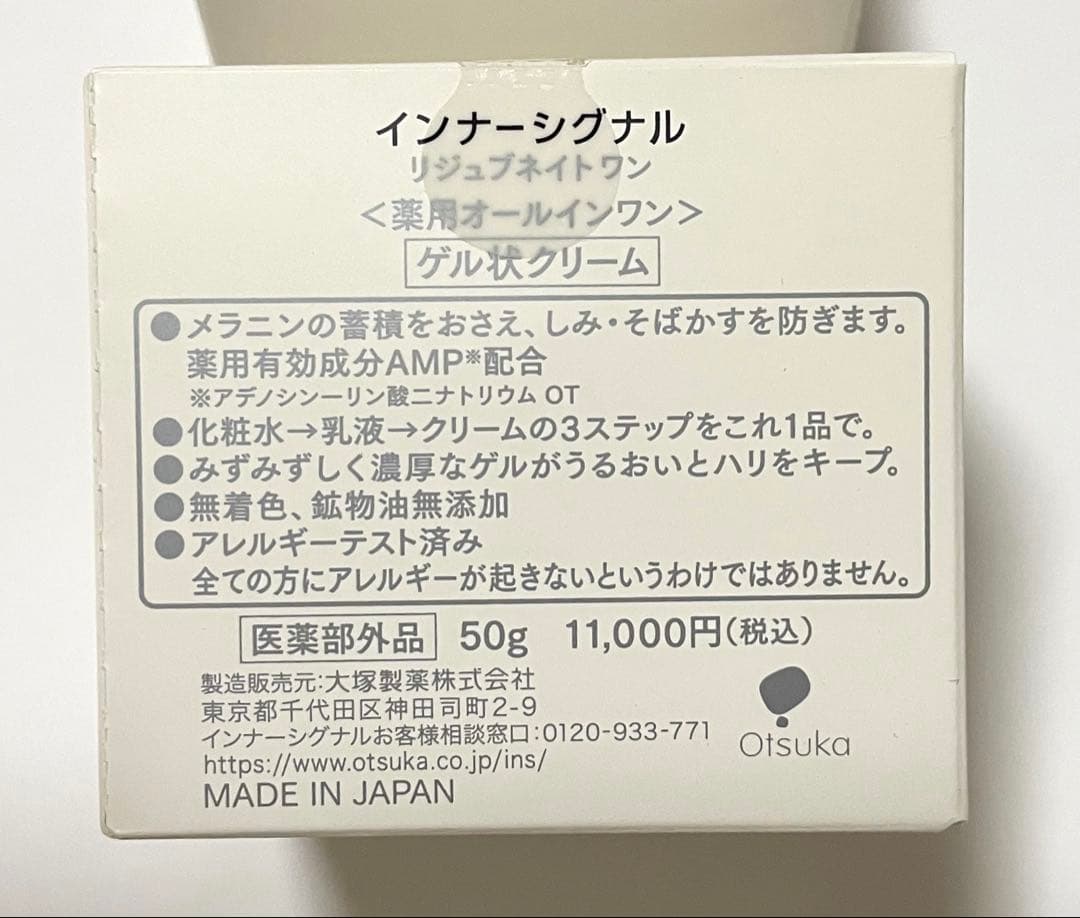 インナーシグナル
リジュブネイトワン
＜薬用オールインワン＞
ゲル状クリーム
●メラニンの蓄積をおさえ、しみ・そばかすを防ぎます。
薬用有効成分AMP※配合
※アデノシン一リン酸二ナトリウム OT
●化粧水→乳液→クリームの3ステップをこれ1品で。
●みずみずしく濃厚なゲルがうるおいとハリをキープ。
●無着色、鉱物油無添加
●アレルギーテスト済み
全ての方にアレルギーが起きないというわけではありません。
医薬部外品 50g 11,000円(税込)
製造販売元:大塚製薬株式会社
東京都千代田区神田司町2-9
インナーシグナルお客様相談窓口:0120-933-771
https://www.otsuka.co.jp/ins/
MADE IN JAPAN
Otsuka